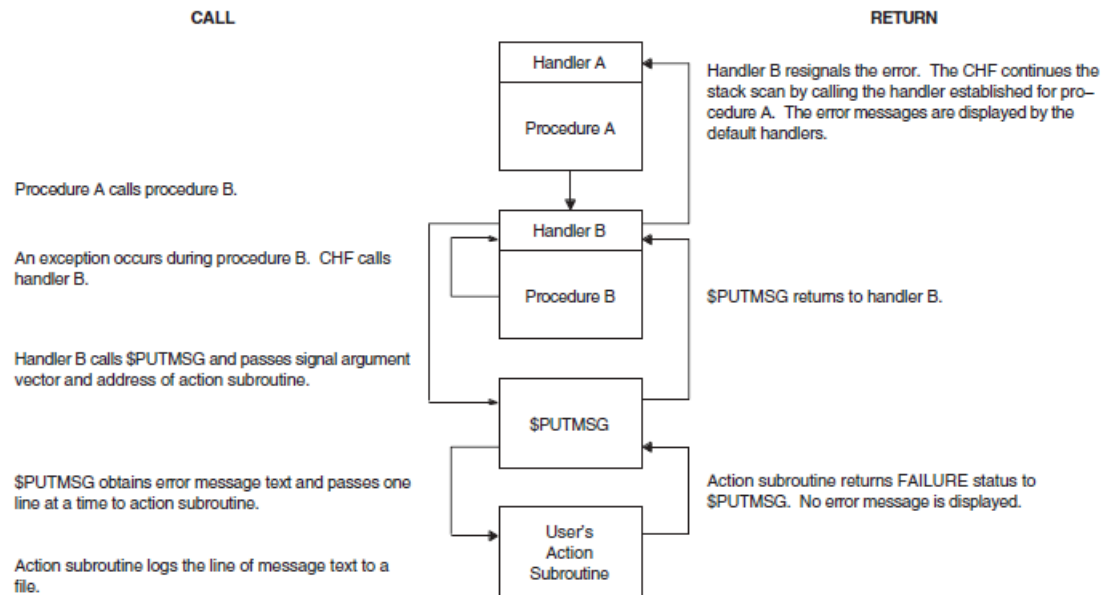 CALL
RETURN
Handler A
Procedure A
Handler B resignals the error. The CHF continues the
stack scan by calling the handler established for pro–
cedure A. The error messages are displayed by the
default handlers.
Procedure A calls procedure B.
Handler B
An exception occurs during procedure B. CHF calls
handler B.
Procedure B
$PUTMSG returns to handler B.
Handler B calls $PUTMSG and passes signal argument
vector and address of action subroutine.
$PUTMSG
$PUTMSG obtains error message text and passes one
line at a time to action subroutine.
Action subroutine returns FAILURE status to
$PUTMSG. No error message is displayed.
User's
Action
Subroutine
Action subroutine logs the line of message text to a
file.